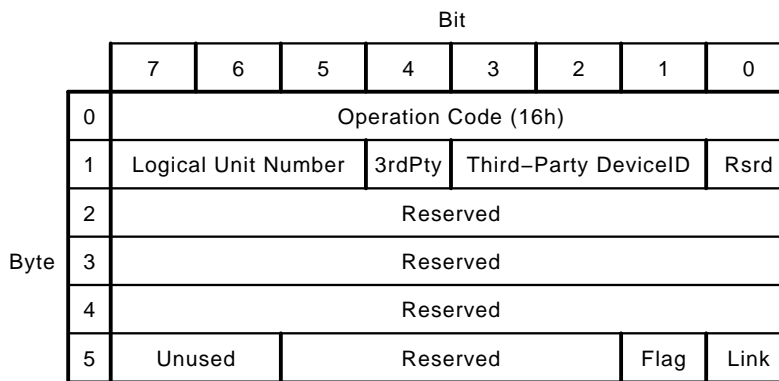 Bit
7 6 5 4 3 2 1 0
0 Operation Code (16h)
1 Logical Unit Number 3rdPty Third−Party DeviceID Rsrd
2 Reserved
Byte 3 Reserved
4 Reserved
5 Unused Reserved Flag Link